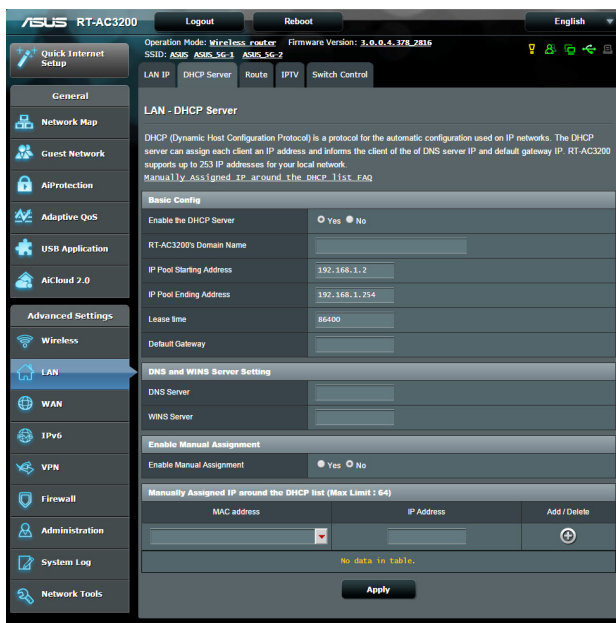 ASUS RT-AC3200 Logout Reboot English
Operation Mode: Wireless router Firmware Version: 3.0.0.4.378_2816
SSID: ASUS ASUS_5G-1 ASUS_5G-2
Quick Internet
Setup
General
Network Map
Guest Network
AiProtection
Adaptive QoS
USB Application
AiCloud 2.0
Advanced Settings
Wireless
LAN
WAN
IPv6
VPN
Firewall
Administration
System Log
Network Tools
LAN IP DHCP Server Route IPTV Switch Control
LAN - DHCP Server
DHCP (Dynamic Host Configuration Protocol) is a protocol for the automatic configuration used on IP networks. The DHCP
server can assign each client an IP address and informs the client of the of DNS server IP and default gateway IP. RT-AC3200
supports up to 253 IP addresses for your local network.
Manually Assigned IP around the DHCP list FAQ
Basic Config
Enable the DHCP Server Yes No
RT-AC3200's Domain Name
IP Pool Starting Address 192.168.1.2
IP Pool Ending Address 192.168.1.254
Lease time 86400
Default Gateway
DNS and WINS Server Setting
DNS Server
WINS Server
Enable Manual Assignment
Enable Manual Assignment Yes No
Manually Assigned IP around the DHCP list (Max Limit : 64)
MAC address IP Address Add / Delete
No data in table.
Apply